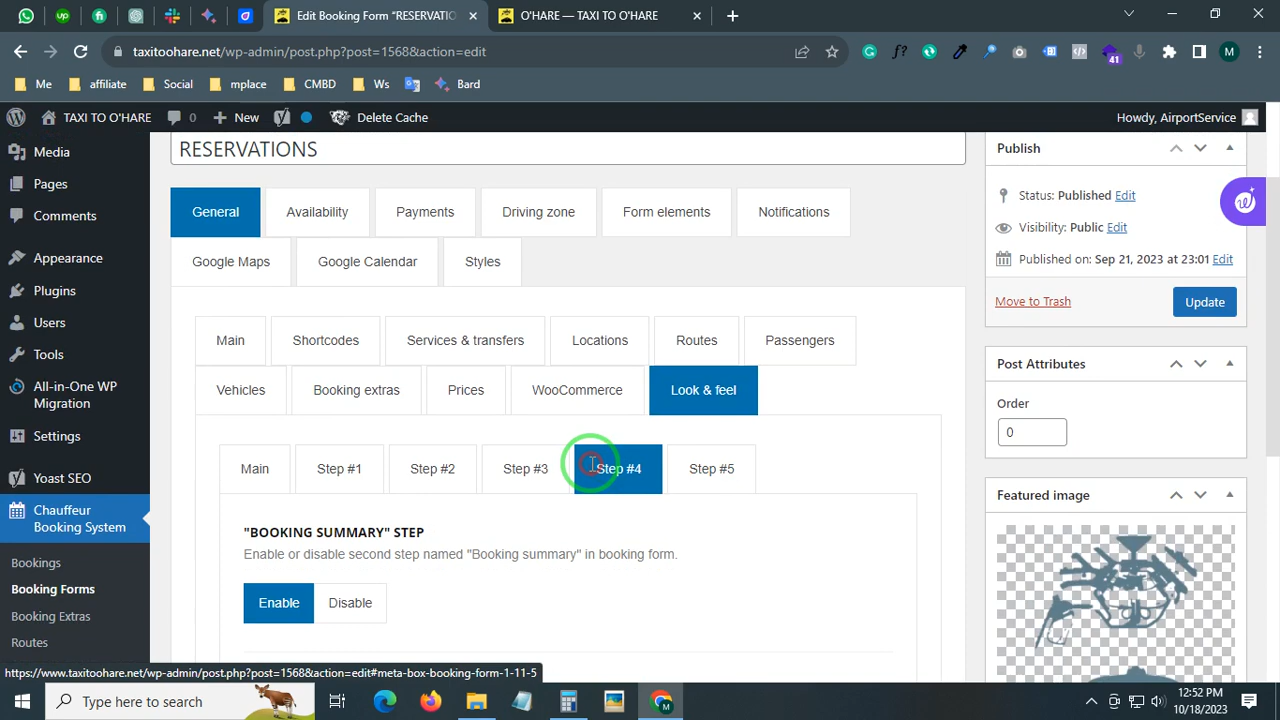 Edit Booking Form "RESERVATION
O'HARE — TAXI TO O'HARE
taxitoohare.net/wp-admin/post.php?post=1568&action=edit
41
M
Me
affiliate
Social
mplace
CMBD
Ws
Bard
TAXI TO O'HARE
0
New
Delete Cache
Howdy, AirportService
Media
Pages
Comments
Appearance
Plugins
Users
Tools
All-in-One WP
Migration
Settings
Yoast SEO
Chauffeur
Booking System
Bookings
Booking Forms
Booking Extras
Routes
RESERVATIONS
General
Availability
Payments
Driving zone
Form elements
Notifications
Google Maps
Google Calendar
Styles
Main
Shortcodes
Services & transfers
Locations
Routes
Passengers
Vehicles
Booking extras
Prices
WooCommerce
Look & feel
Main
Step #1
Step #2
Step #3
Step #4
Step #5
"BOOKING SUMMARY" STEP
Enable or disable second step named "Booking summary" in booking form.
Enable
Disable
Publish
Status: Published Edit
Visibility: Public Edit
Published on: Sep 21, 2023 at 23:01 Edit
Move to Trash
Update
Post Attributes
Order
0
Featured image
https://www.taxitoohare.net/wp-admin/post.php?post=1568&action=edit#meta-box-booking-form-1-11-5
Type here to search
12:52 PM
10/18/2023